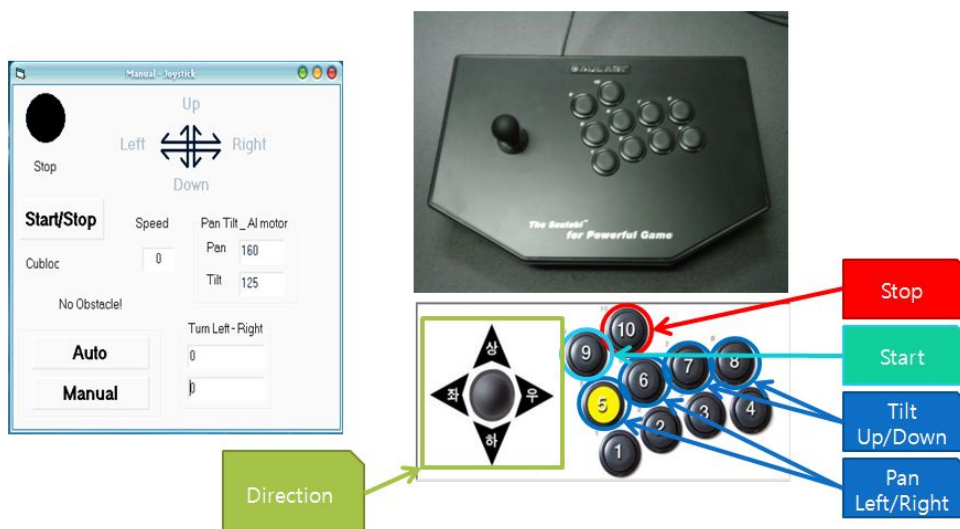 Manual - Joystick
Up
Left
Right
Down
Stop
Start/Stop
Speed
Pan Tilt _ AI motor
Pan
160
Cubloc
0
Tilt
125
No Obstacle!
Turn Left - Right
Auto
0
Manual
0
The Saulabi™
for Powerful Game
상
좌
우
하
10
9
8
7
6
5
4
3
2
1
Stop
Start
Tilt
Up/Down
Pan
Left/Right
Direction